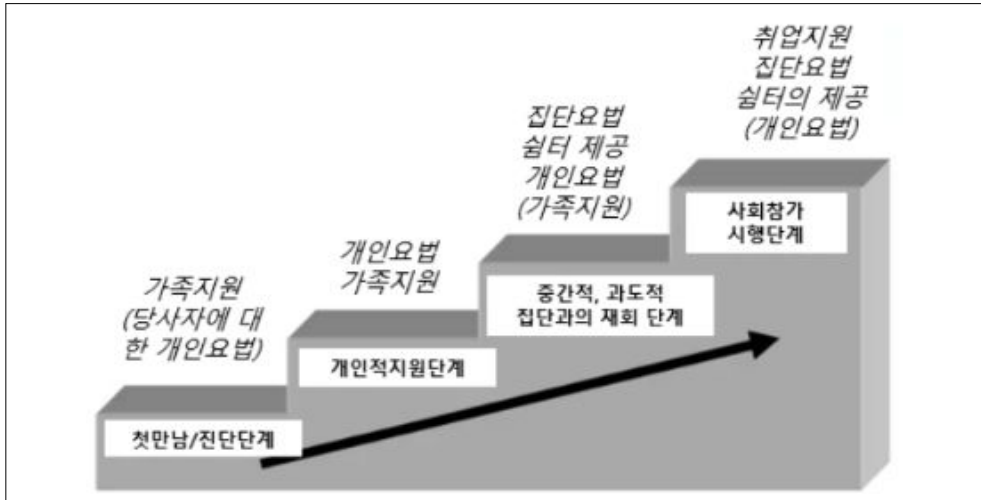 가족지원
(당사자에 대
한 개인요법)
첫만남/진단단계
개인요법
가족지원
개인적지원단계
집단요법
쉼터 제공
개인요법
(가족지원)
중간적, 과도적
집단과의 재회 단계
취업지원
집단요법
쉼터의 제공
(개인요법)
사회참가
시행단계